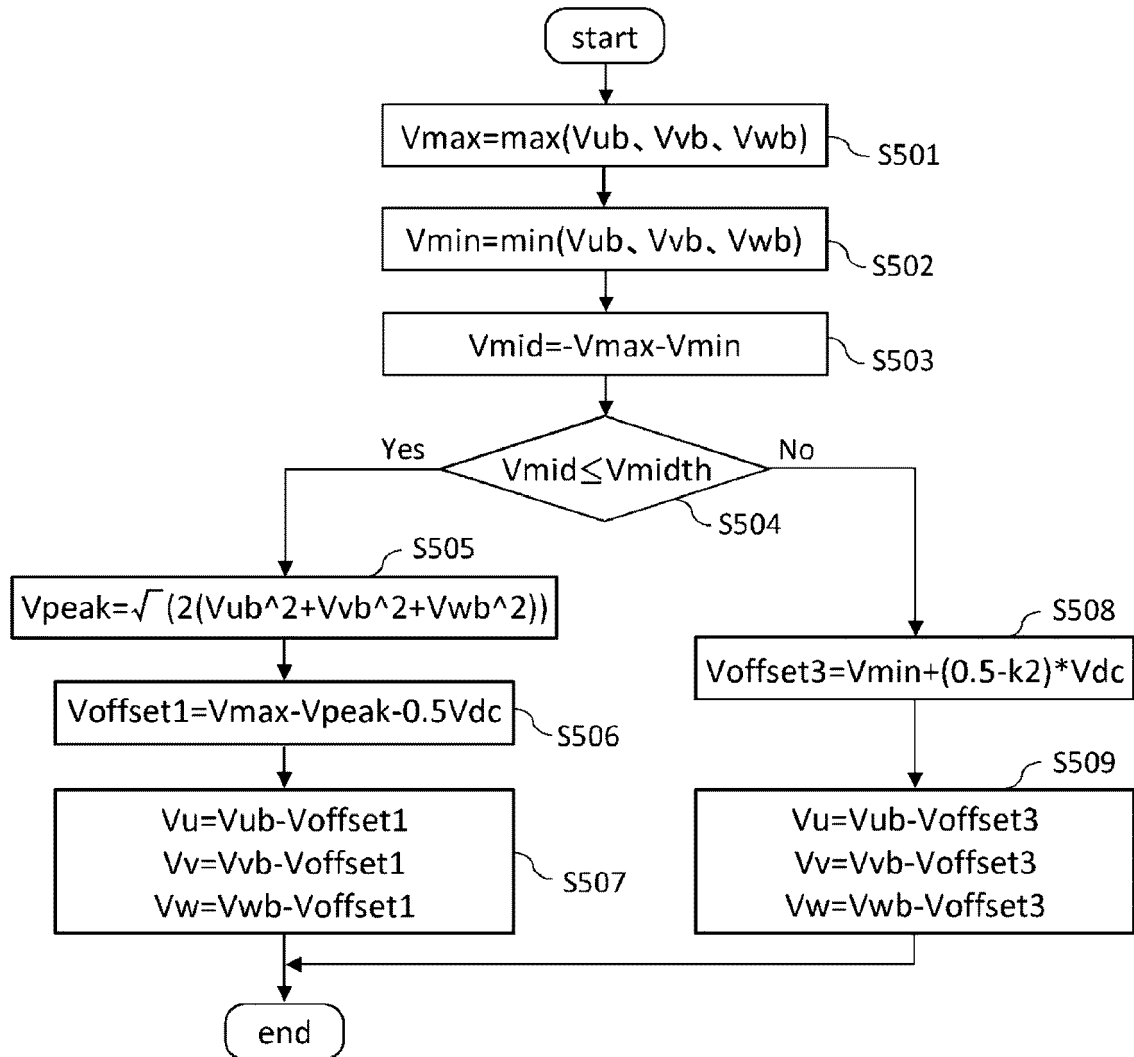 start
Vmax=max(Vub、Vvb、Vwb)
S501
Vmin=min(Vub、Vvb、Vwb)
S502
Vmid=-Vmax-Vmin
S503
Yes
No
Vmid≦Vmidth
S504
S505
Vpeak=√(2(Vub^2+Vvb^2+Vwb^2))
S508
Voffset3=Vmin+(0.5-k2)*Vdc
Voffset1=Vmax-Vpeak-0.5Vdc
S506
S509
Vu=Vub-Voffset1
Vv=Vvb-Voffset1
Vw=Vwb-Voffset1
S507
Vu=Vub-Voffset3
Vv=Vvb-Voffset3
Vw=Vwb-Voffset3
end